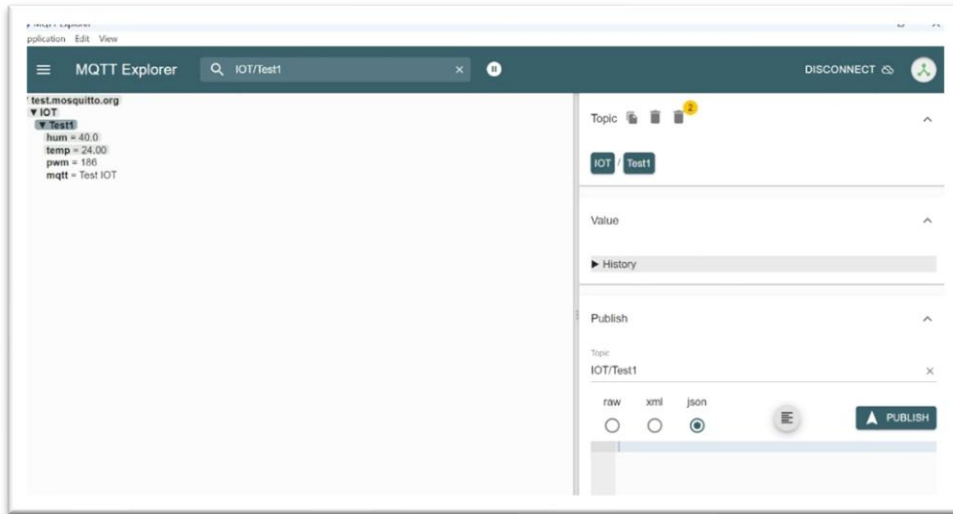 MQTT Explorer
pplication Edit View
MQTT Explorer IOT/Test1 × DISCONNECT
test.mosquitto.org
▼ IOT
▼ Test1
hum = 40.0
temp = 24.00
pwm = 186
mqtt = Test IOT
Topic 2
IOT / Test1
Value
▶ History
Publish
Topic
IOT/Test1 ×
raw xml json
PUBLISH